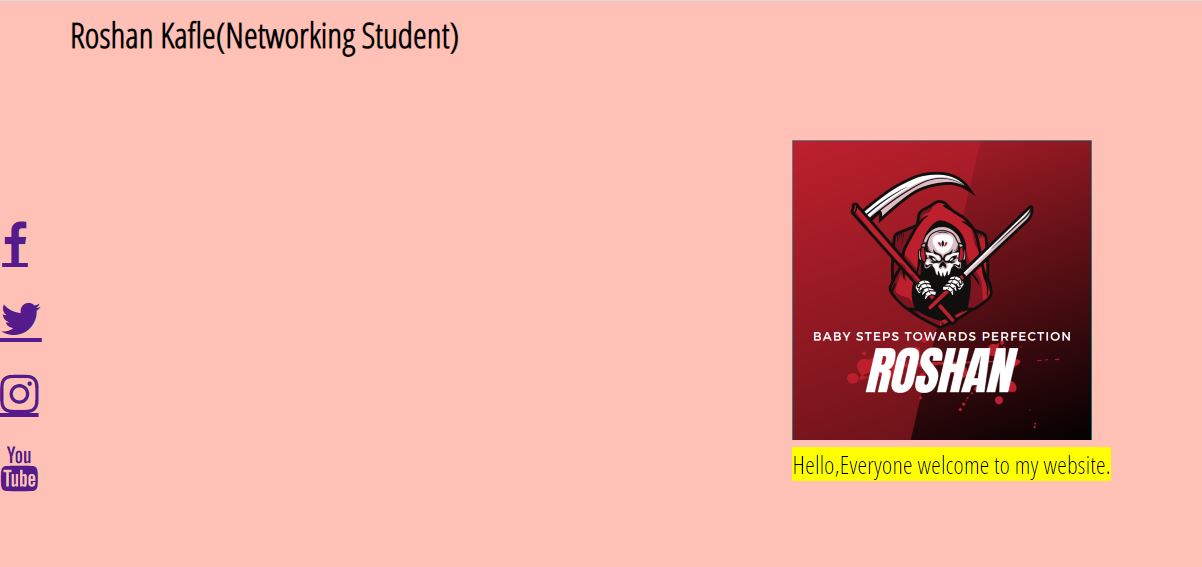 Roshan Kafle(Networking Student)
BABY STEPS TOWARDS PERFECTION
ROSHAN
Hello,Everyone welcome to my website.
You
Tube